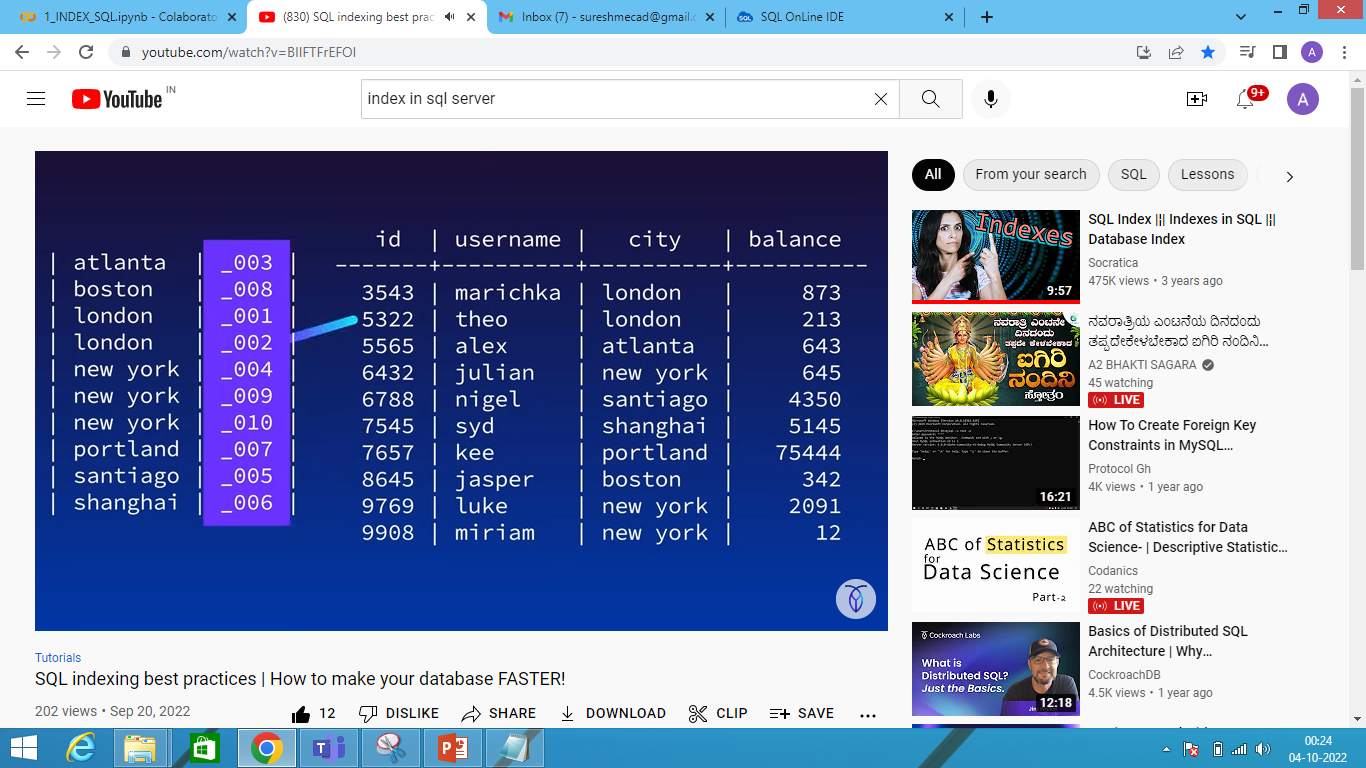 1_INDEX_SQL.ipynb - Colaborato
(830) SQL indexing best prac
Inbox (7) - sureshmecad@gmail.c
SQL OnLine IDE
youtube.com/watch?v=BIlFTFrEFOI
A
YouTube IN
index in sql server
9+
A
id | username | city | balance
--------+----------+----------+----------
3543 | marichka | london | 873
5322 | theo | london | 213
5565 | alex | atlanta | 643
6432 | julian | new york | 645
6788 | nigel | santiago | 4350
7545 | syd | shanghai | 5145
7657 | kee | portland | 75444
8645 | jasper | boston | 342
9769 | luke | new york | 2091
9908 | miriam | new york | 12
| atlanta | _003 |
| boston | _008 |
| london | _001 |
| london | _002 |
| new york | _004 |
| new york | _009 |
| new york | _010 |
| portland | _007 |
| santiago | _005 |
| shanghai | _006 |
Tutorials
SQL indexing best practices | How to make your database FASTER!
202 views • Sep 20, 2022
12 DISLIKE SHARE DOWNLOAD CLIP SAVE
All From your search SQL Lessons
Indexes
9:57
SQL Index |¦| Indexes in SQL |¦|
Database Index
Socratica
475K views • 3 years ago
ನವರಾತ್ರಿ ಎಂಟನೇ
ದಿನದಂದು
ತಪ್ಪದೇ ಕೇಳಬೇಕಾದ
ಐಗಿರಿ
ನಂದಿನಿ
ಸ್ತೋತ್ರಂ
ನವರಾತ್ರಿಯ ಎಂಟನೆಯ ದಿನದಂದು
ತಪ್ಪದೇಕೇಳಬೇಕಾದ ಐಗಿರಿ ನಂದಿನಿ...
A2 BHAKTI SAGARA
45 watching
LIVE
16:21
How To Create Foreign Key
Constraints in MySQL...
Protocol Gh
4K views • 1 year ago
ABC of Statistics
for
Data Science
Part-2
ABC of Statistics for Data
Science- | Descriptive Statistic...
Codanics
22 watching
LIVE
Cockroach Labs
What is
Distributed SQL?
Just the Basics.
12:18
Basics of Distributed SQL
Architecture | Why...
CockroachDB
4.5K views • 1 year ago
00:24
04-10-2022